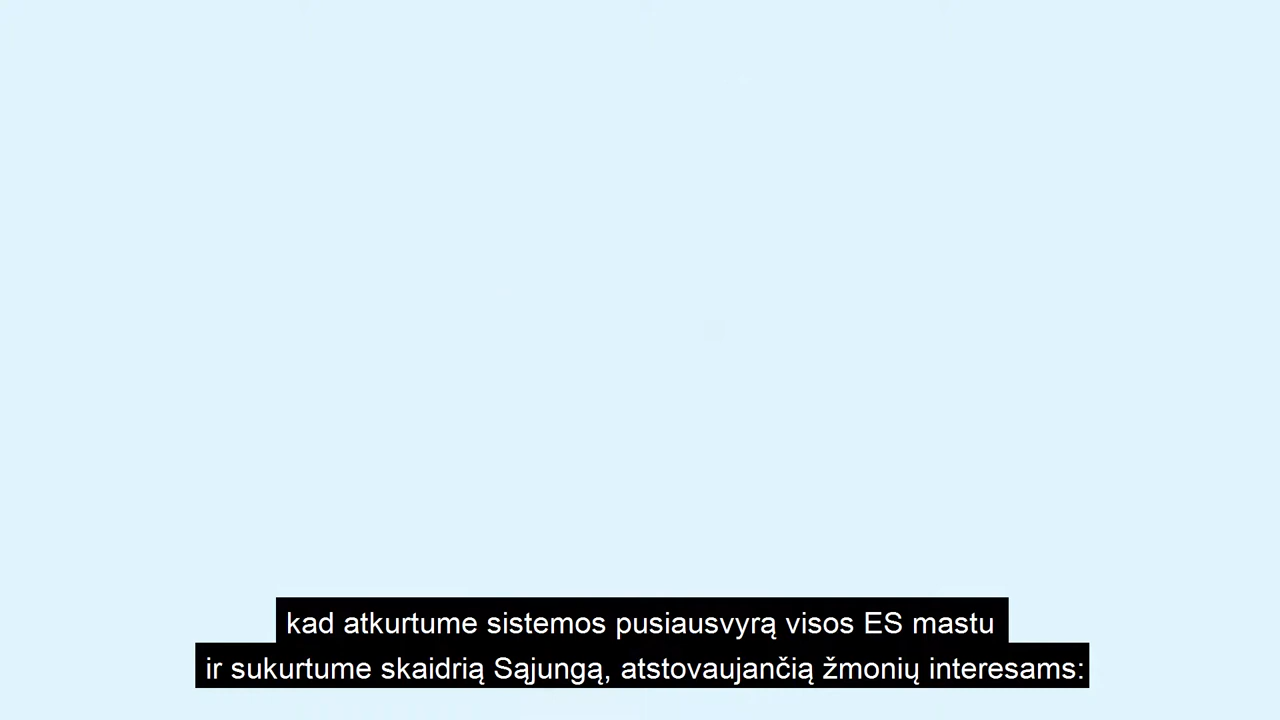 kad atkurtume sistemos pusiausvyrą visos ES mastu
ir sukurtume skaidrią Sąjungą, atstovaujančią žmonių interesams: